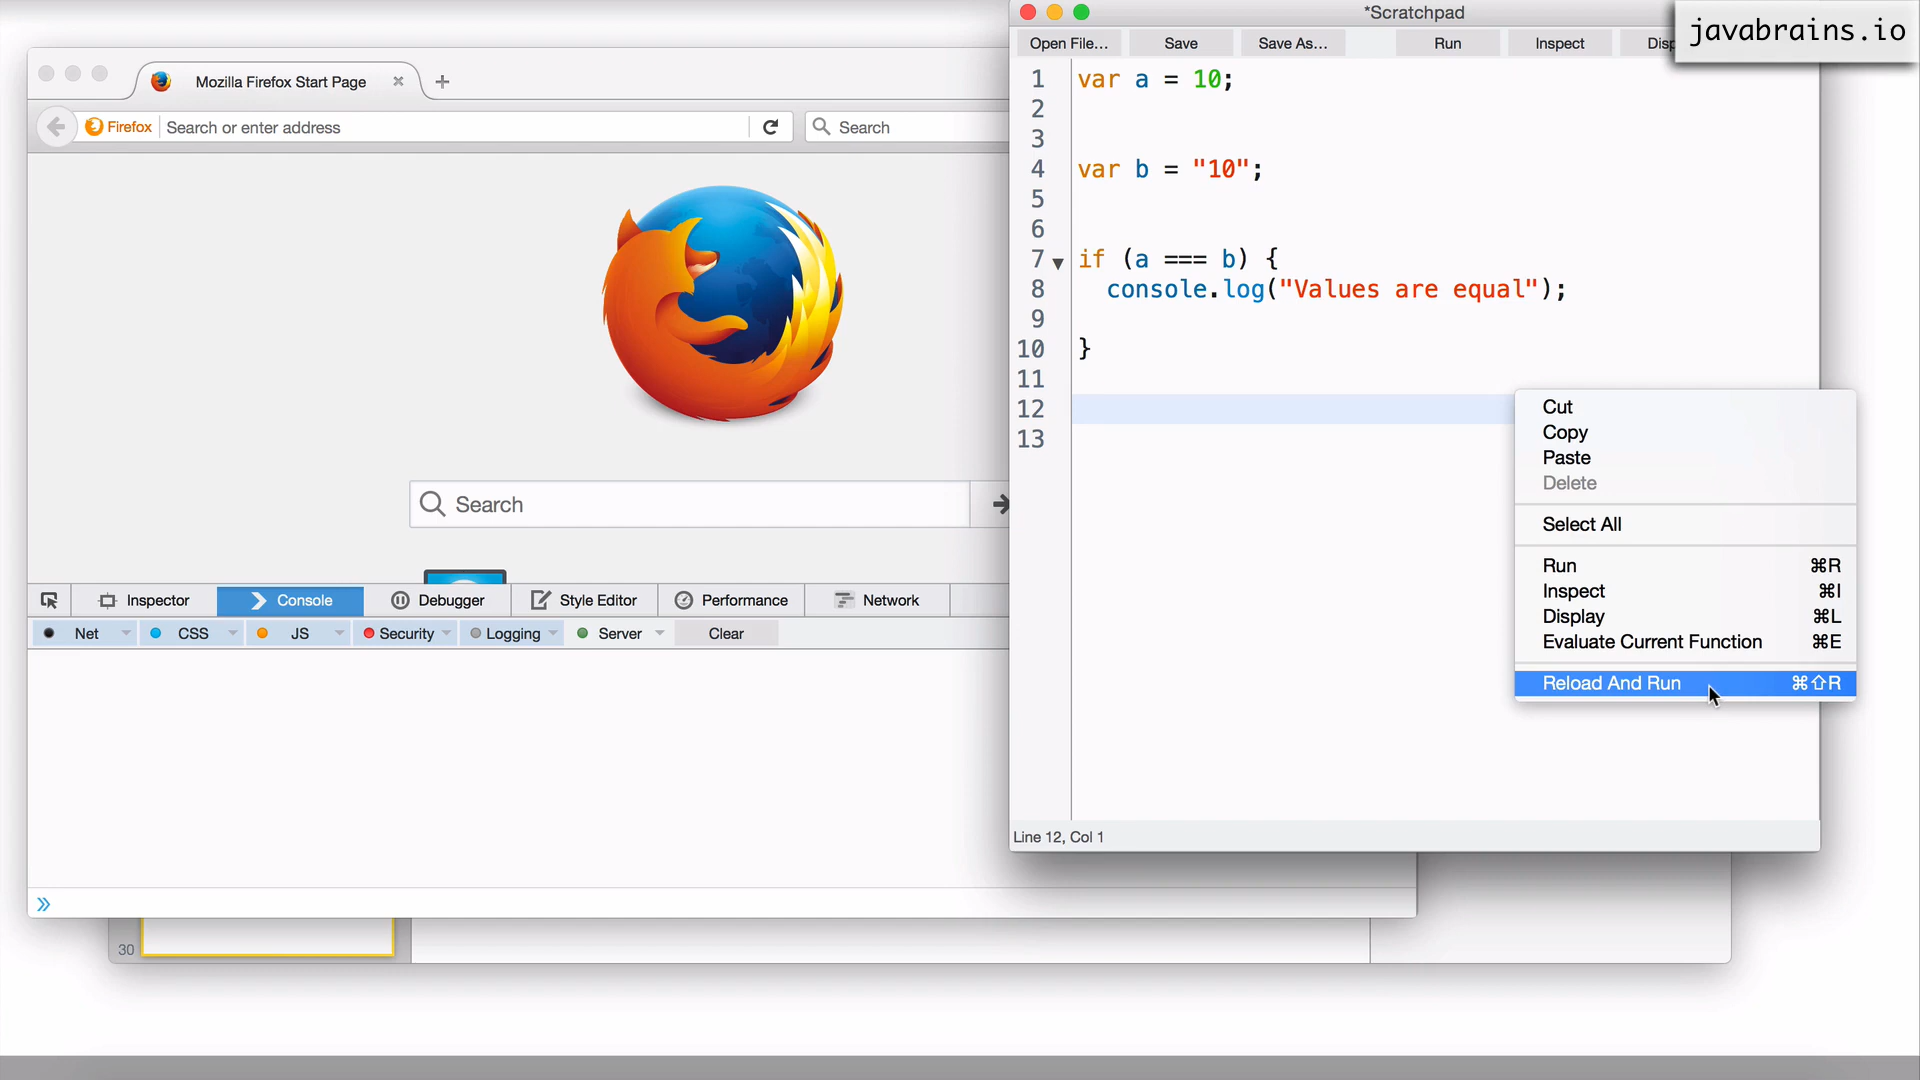 *Scratchpad
javabrains.io
Open File... Save Save As... Run Inspect
Mozilla Firefox Start Page
Firefox Search or enter address Search
1 var a = 10;
2
3
4 var b = "10";
5
6
7 if (a === b) {
8 console.log("Values are equal");
9
10 }
11
12
13
Cut
Copy
Paste
Delete
Select All
Run ⌘R
Inspect ⌘I
Display ⌘L
Evaluate Current Function ⌘E
Reload And Run ⌘⇧R
Search
Inspector Console Debugger Style Editor Performance Network
Net CSS JS Security Logging Server Clear
Line 12, Col 1
30